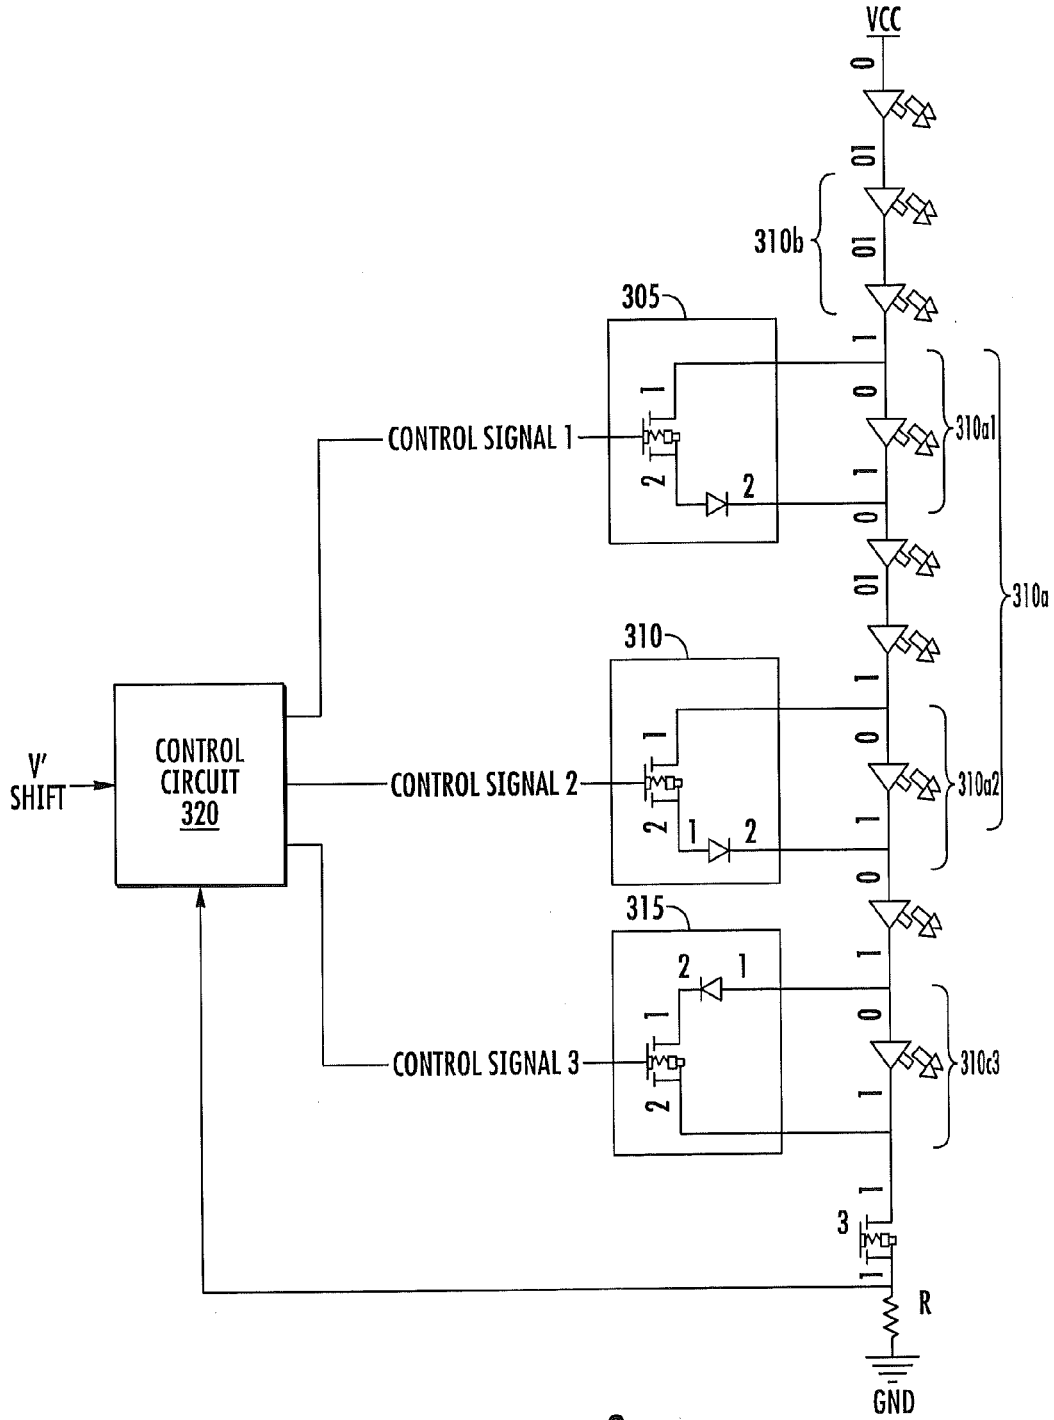 VCC
0
01
310b
01
305
1
0
1
310a1
CONTROL SIGNAL 1
1
2
2
0
310a
01
310
1
1
0
V'
SHIFT
CONTROL
CIRCUIT
320
CONTROL SIGNAL 2
310a2
2
1
2
1
0
315
1
2
1
1
0
CONTROL SIGNAL 3
310c3
2
1
1
3
1
R
GND